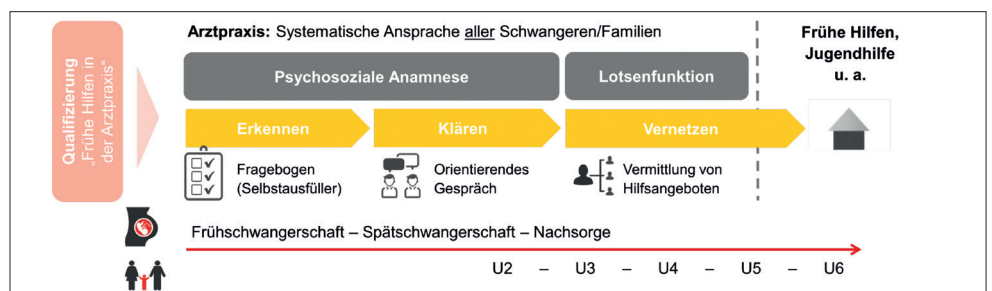 Qualifizierung
„Frühe Hilfen in
der Arztpraxis“
Arztpraxis: Systematische Ansprache aller Schwangeren/Familien
Psychosoziale Anamnese
Lotsenfunktion
Erkennen
Klären
Vernetzen
Fragebogen
(Selbstausfüller)
Orientierendes
Gespräch
Vermittlung von
Hilfsangeboten
Frühe Hilfen,
Jugendhilfe
u. a.
Frühschwangerschaft – Spätschwangerschaft – Nachsorge
U2 – U3 – U4 – U5 – U6